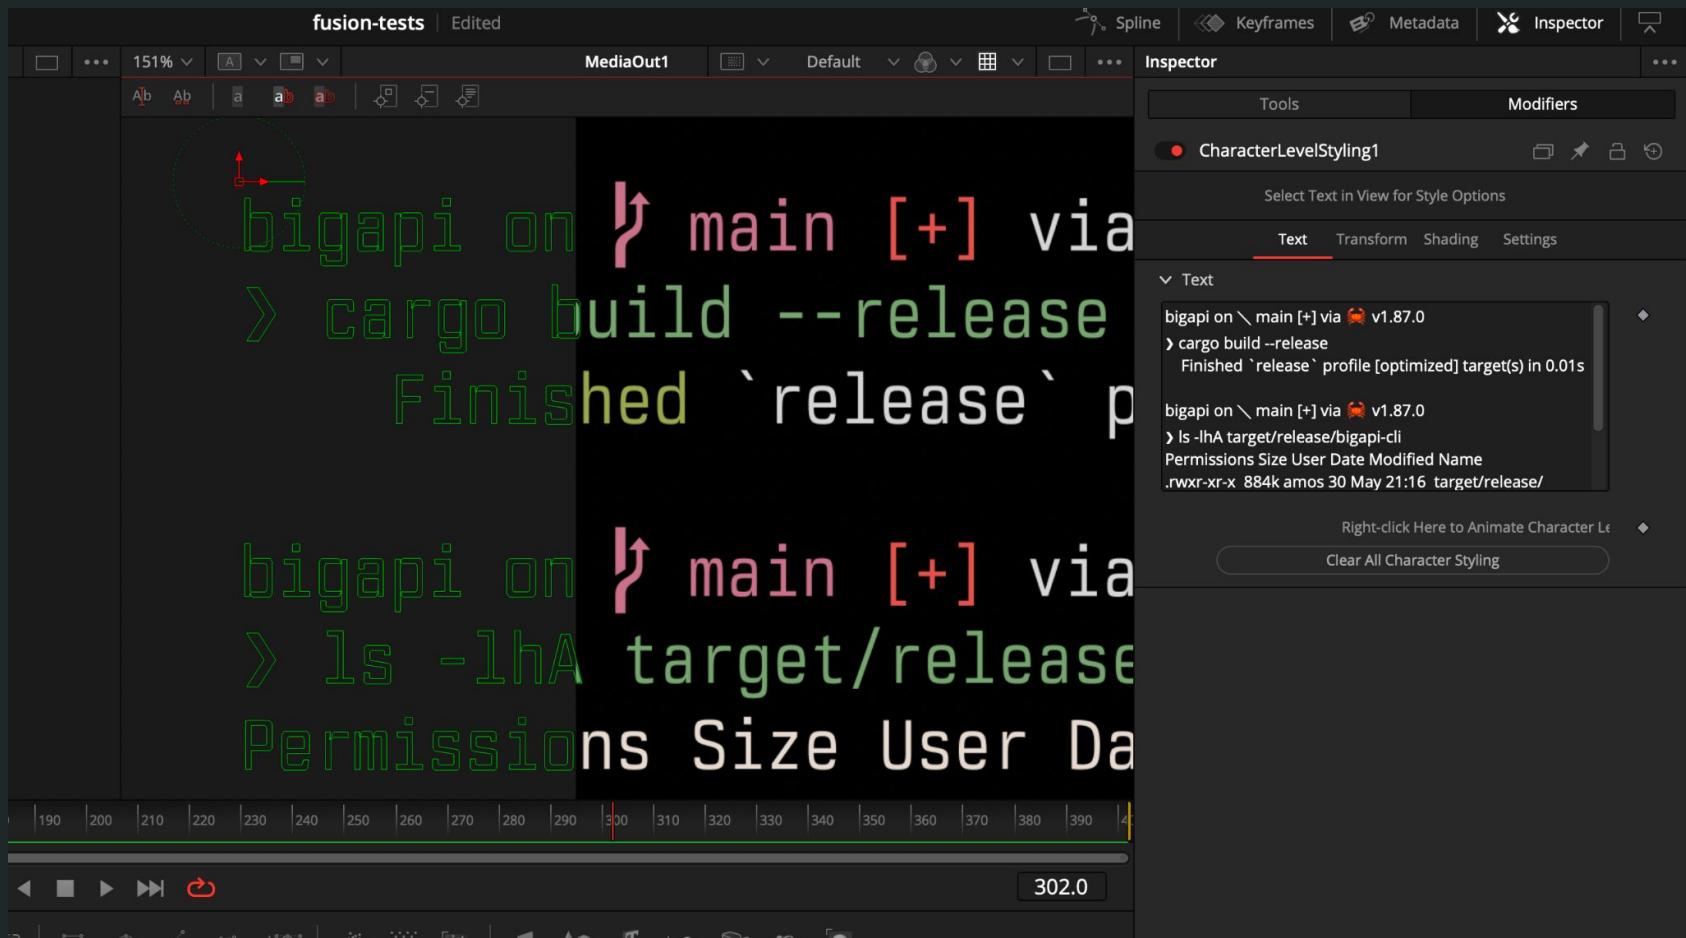 fusion-tests Edited
Spline Keyframes Metadata Inspector
151% A MediaOut1 Default Inspector
Ab Ab a ab ab
Tools Modifiers
CharacterLevelStyling1
Select Text in View for Style Options
Text Transform Shading Settings
Text
bigapi on main [+] via 🦀 v1.87.0
❯ cargo build --release
Finished `release` profile [optimized] target(s) in 0.01s
bigapi on main [+] via 🦀 v1.87.0
❯ ls -lhA target/release/bigapi-cli
Permissions Size User Date Modified Name
.rwxr-xr-x 884k amos 30 May 21:16 target/release/
Right-click Here to Animate Character Le
Clear All Character Styling
bigapi on main [+] via
❯ cargo build --release
Finished `release` p
bigapi on main [+] via
❯ ls -lhA target/release
Permissions Size User Da
190 200 210 220 230 240 250 260 270 280 290 300 310 320 330 340 350 360 370 380 390
302.0